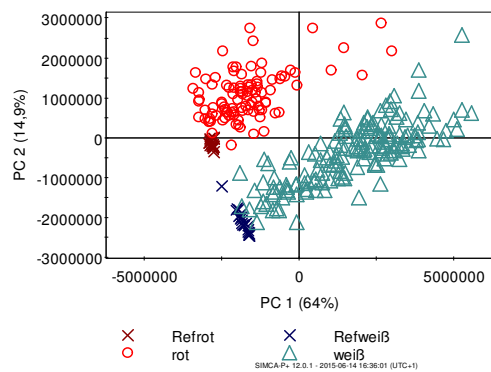 3000000
2000000
1000000
0
-1000000
-2000000
-3000000
PC 2 (14,9%)
-5000000 0 5000000
PC 1 (64%)
Refrot Refweiß
rot weiß
SIMCA-P+ 12.0.1 - 2015-06-14 16:36:01 (UTC+1)